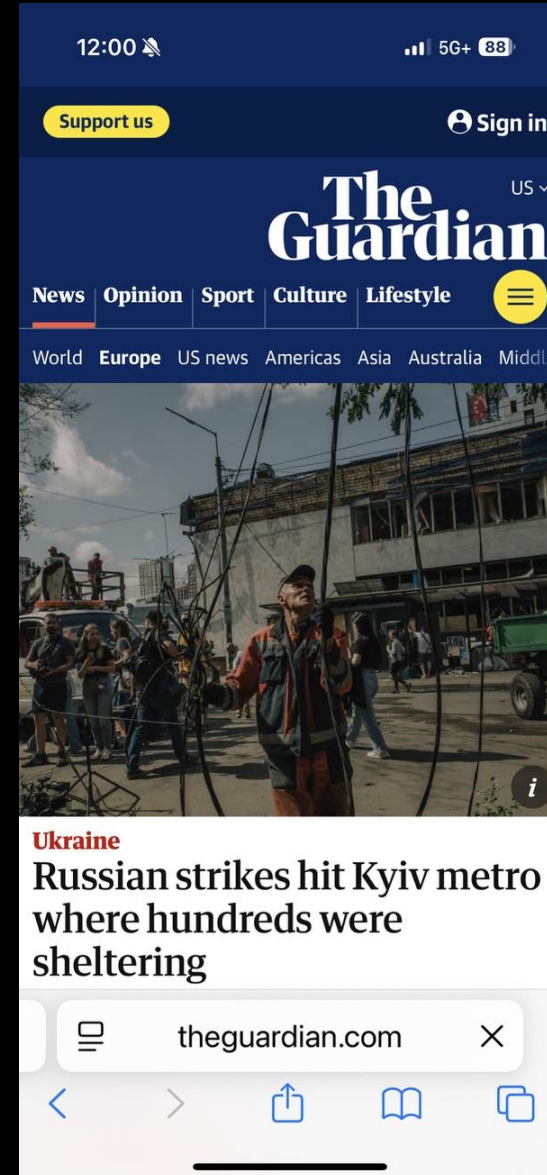 12:00
5G+ 88
Support us
Sign in
The
Guardian
US
News Opinion Sport Culture Lifestyle
World Europe US news Americas Asia Australia Middl
i
Ukraine
Russian strikes hit Kyiv metro
where hundreds were
sheltering
theguardian.com